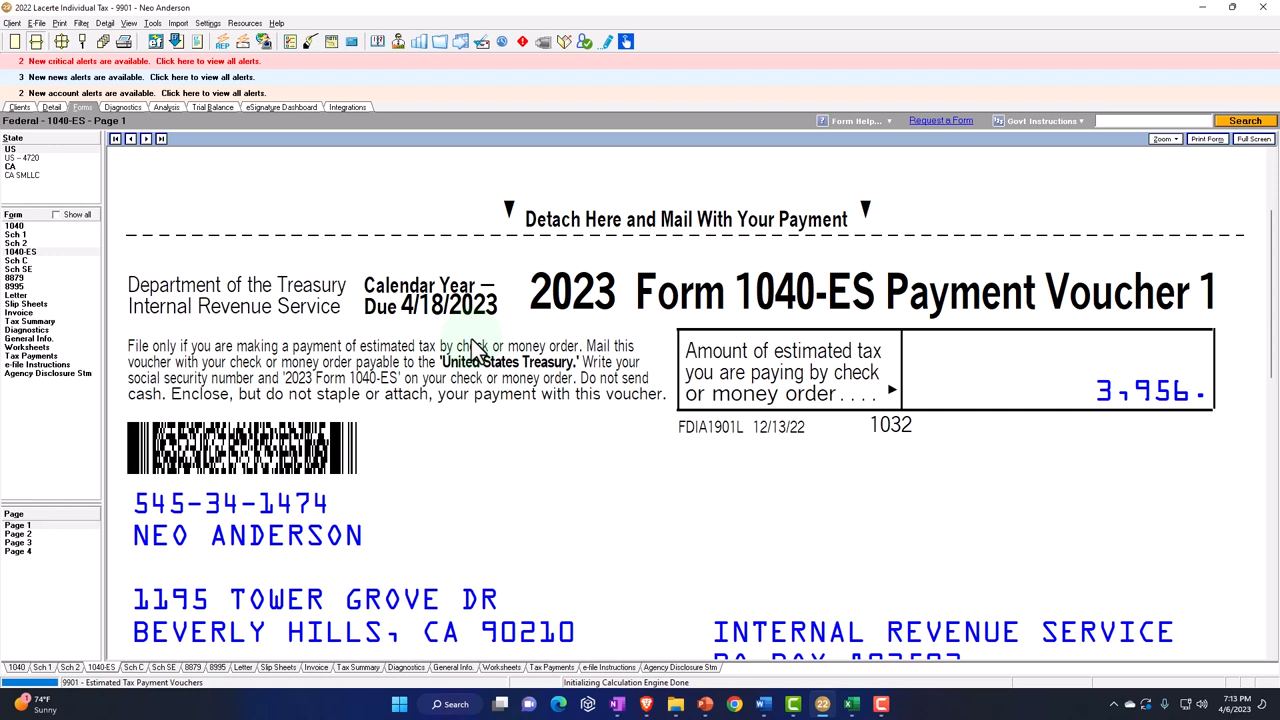 2022 Lacerte Individual Tax - 9901 - Neo Anderson
Client E-File Print Filter Detail View Tools Import Settings Resources Help
REP
2 New critical alerts are available. Click here to view all alerts.
3 New news alerts are available. Click here to view all alerts.
2 New account alerts are available. Click here to view all alerts.
Clients Detail Forms Diagnostics Analysis Trial Balance eSignature Dashboard Integrations
Federal - 1040-ES - Page 1 Form Help... Request a Form Govt Instructions Search
State
US
US - 4720
CA
CA SMLLC
Zoom Print Form Full Screen
Form Show all
1040
Sch 1
Sch 2
1040-ES
Sch C
Sch SE
8879
8995
Letter
Slip Sheets
Invoice
Tax Summary
Diagnostics
General Info.
Worksheets
Tax Payments
e-file Instructions
Agency Disclosure Stm
Page
Page 1
Page 2
Page 3
Page 4
Detach Here and Mail With Your Payment
Department of the Treasury
Internal Revenue Service
Calendar Year —
Due 4/18/2023
2023 Form 1040-ES Payment Voucher 1
File only if you are making a payment of estimated tax by check or money order. Mail this
voucher with your check or money order payable to the 'United States Treasury.' Write your
social security number and '2023 Form 1040-ES' on your check or money order. Do not send
cash. Enclose, but do not staple or attach, your payment with this voucher.
Amount of estimated tax
you are paying by check
or money order . . . .
3,956.
FDIA1901L 12/13/22 1032
545-34-1474
NEO ANDERSON
1195 TOWER GROVE DR
BEVERLY HILLS, CA 90210
INTERNAL REVENUE SERVICE
1040 Sch 1 Sch 2 1040-ES Sch C Sch SE 8879 8995 Letter Slip Sheets Invoice Tax Summary Diagnostics General Info. Worksheets Tax Payments e-file Instructions Agency Disclosure Stm
9901 - Estimated Tax Payment Vouchers Initializing Calculation Engine Done
74°F
Sunny
Search
22
7:13 PM
4/6/2023